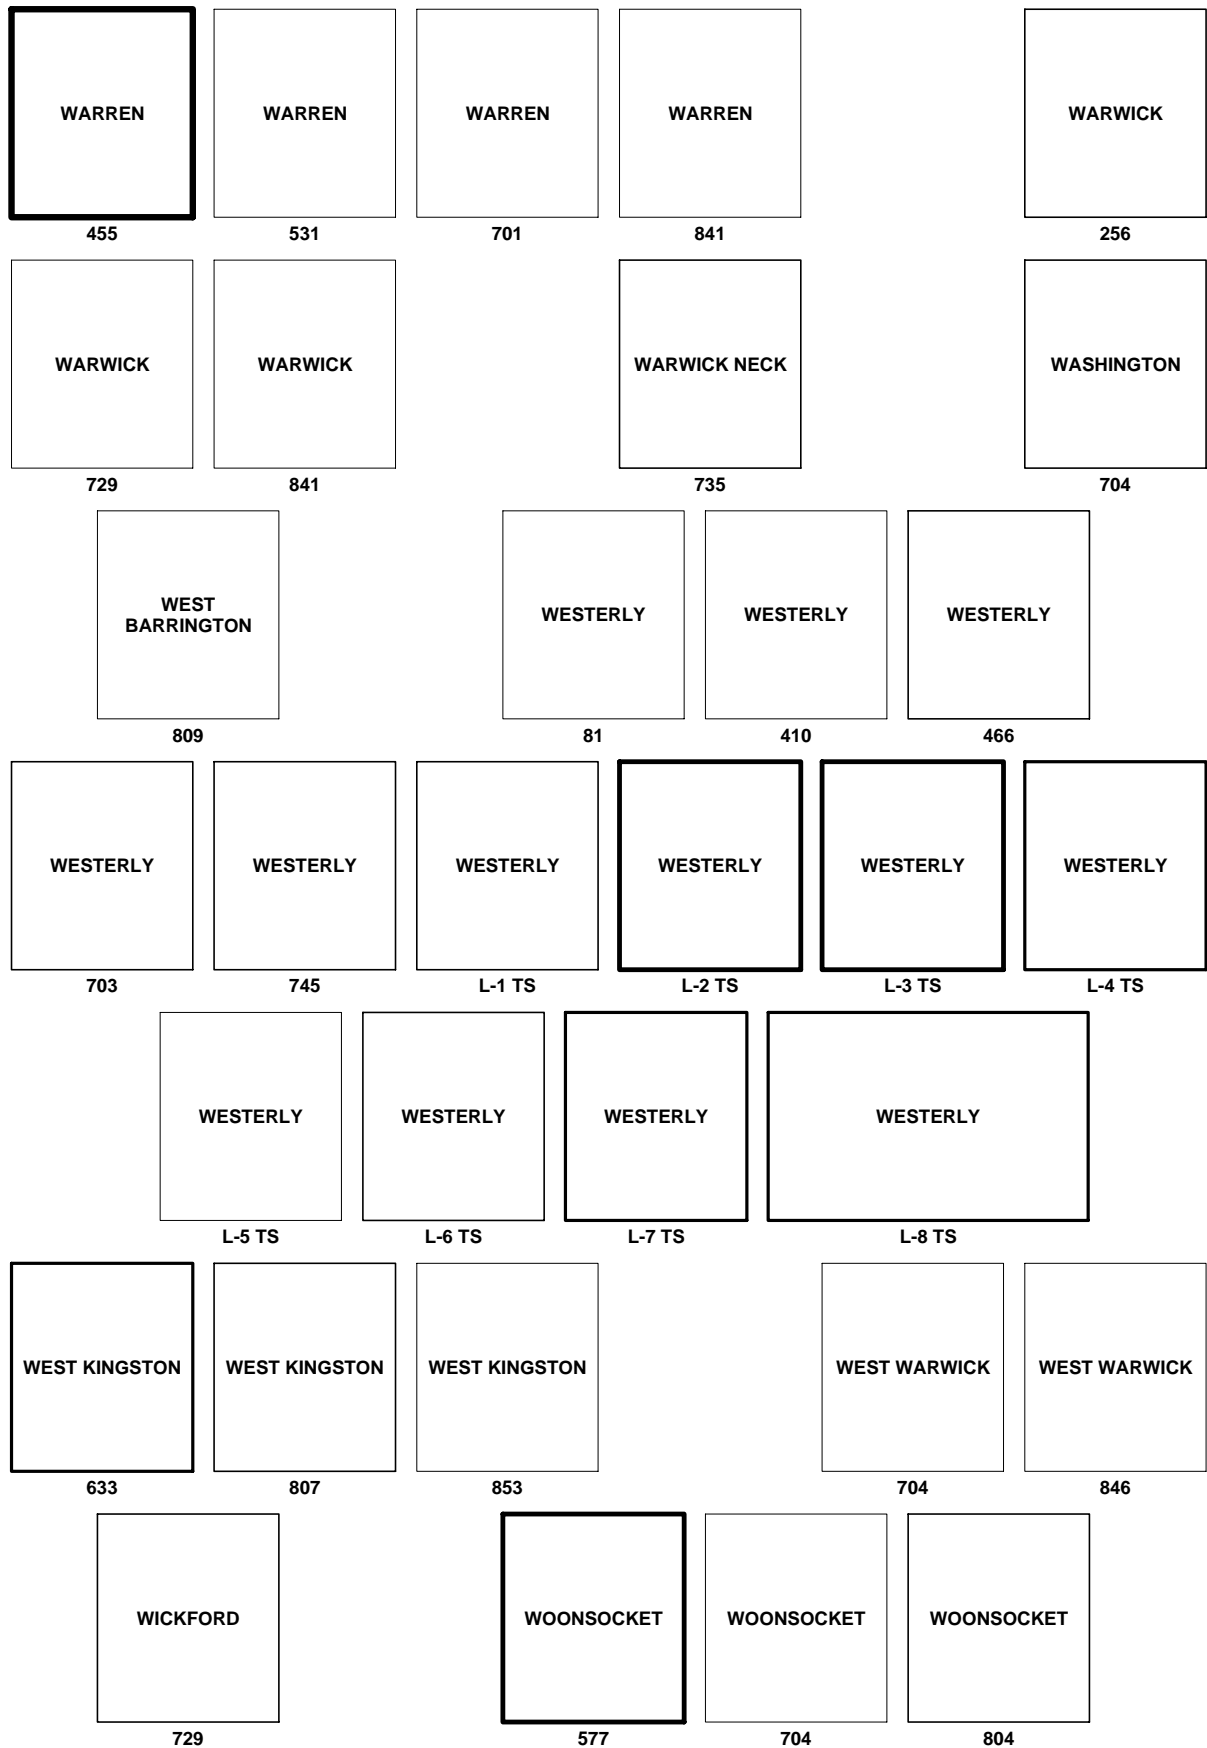 WARREN WARREN WARREN WARREN WARWICK
455 531 701 841 256
WARWICK WARWICK WARWICK NECK WASHINGTON
729 841 735 704
WEST
BARRINGTON WESTERLY WESTERLY WESTERLY
809 81 410 466
WESTERLY WESTERLY WESTERLY WESTERLY WESTERLY WESTERLY
703 745 L-1 TS L-2 TS L-3 TS L-4 TS
WESTERLY WESTERLY WESTERLY WESTERLY
L-5 TS L-6 TS L-7 TS L-8 TS
WEST KINGSTON WEST KINGSTON WEST KINGSTON WEST WARWICK WEST WARWICK
633 807 853 704 846
WICKFORD WOONSOCKET WOONSOCKET WOONSOCKET
729 577 704 804